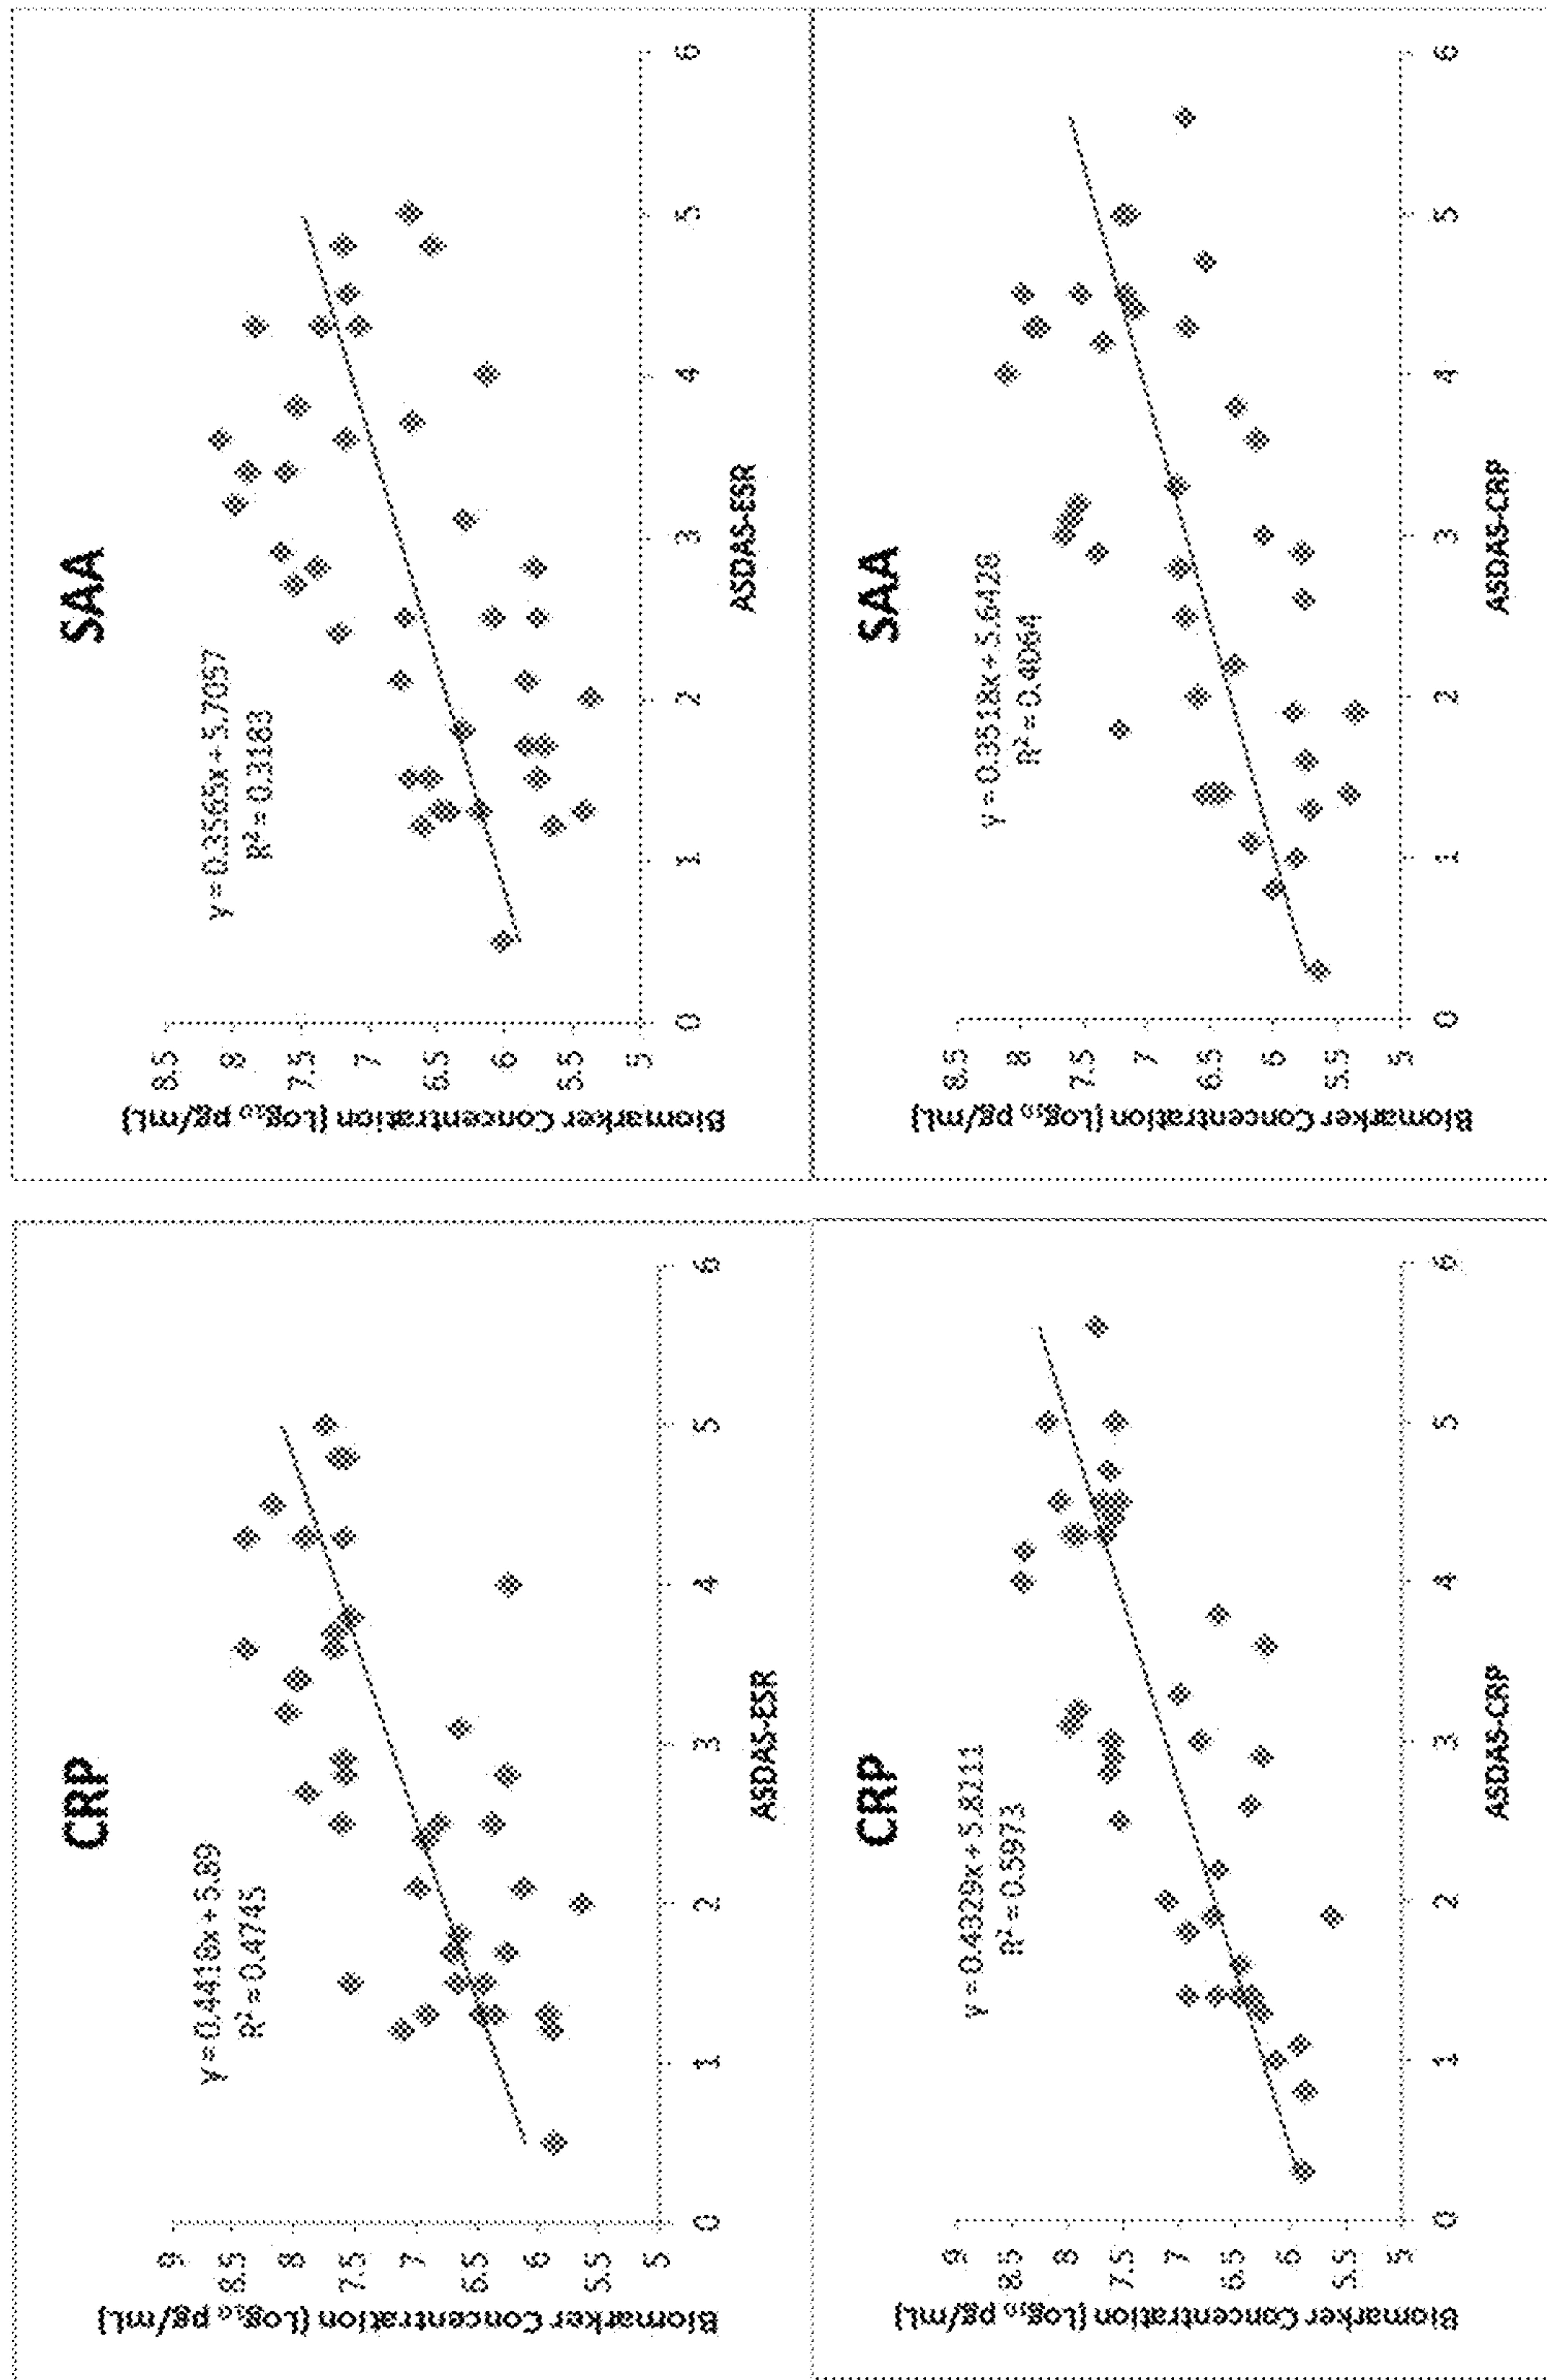 CRP
y = 0.4418x + 5.89
R² = 0.4745
Biomarker Concentration (Log₁₀ pg/mL)
9
8.5
8
7.5
7
6.5
6
5.5
5
0 1 2 3 4 5 6
ASDAS-ESR
SAA
y = 0.3565x + 5.7057
R² = 0.3183
Biomarker Concentration (Log₁₀ pg/mL)
8.5
8
7.5
7
6.5
6
5.5
5
0 1 2 3 4 5 6
ASDAS-ESR
CRP
y = 0.4329x + 5.8211
R² = 0.5973
Biomarker Concentration (Log₁₀ pg/mL)
9
8.5
8
7.5
7
6.5
6
5.5
5
0 1 2 3 4 5 6
ASDAS-CRP
SAA
y = 0.3518x + 5.6428
R² = 0.4064
Biomarker Concentration (Log₁₀ pg/mL)
8.5
8
7.5
7
6.5
6
5.5
5
0 1 2 3 4 5 6
ASDAS-CRP